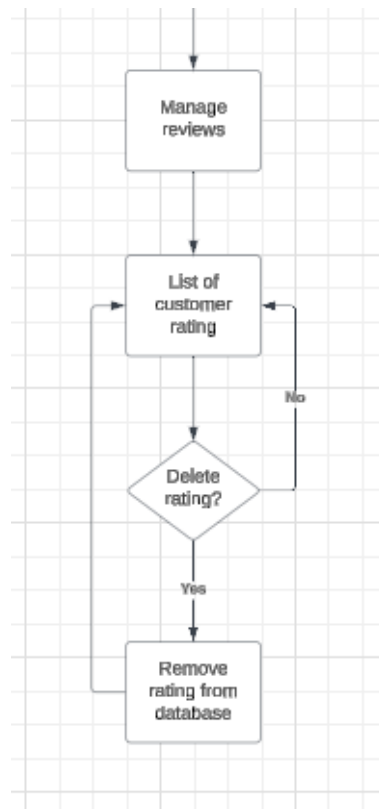 Manage
reviews
List of
customer
rating
No
Delete
rating?
Yes
Remove
rating from
database